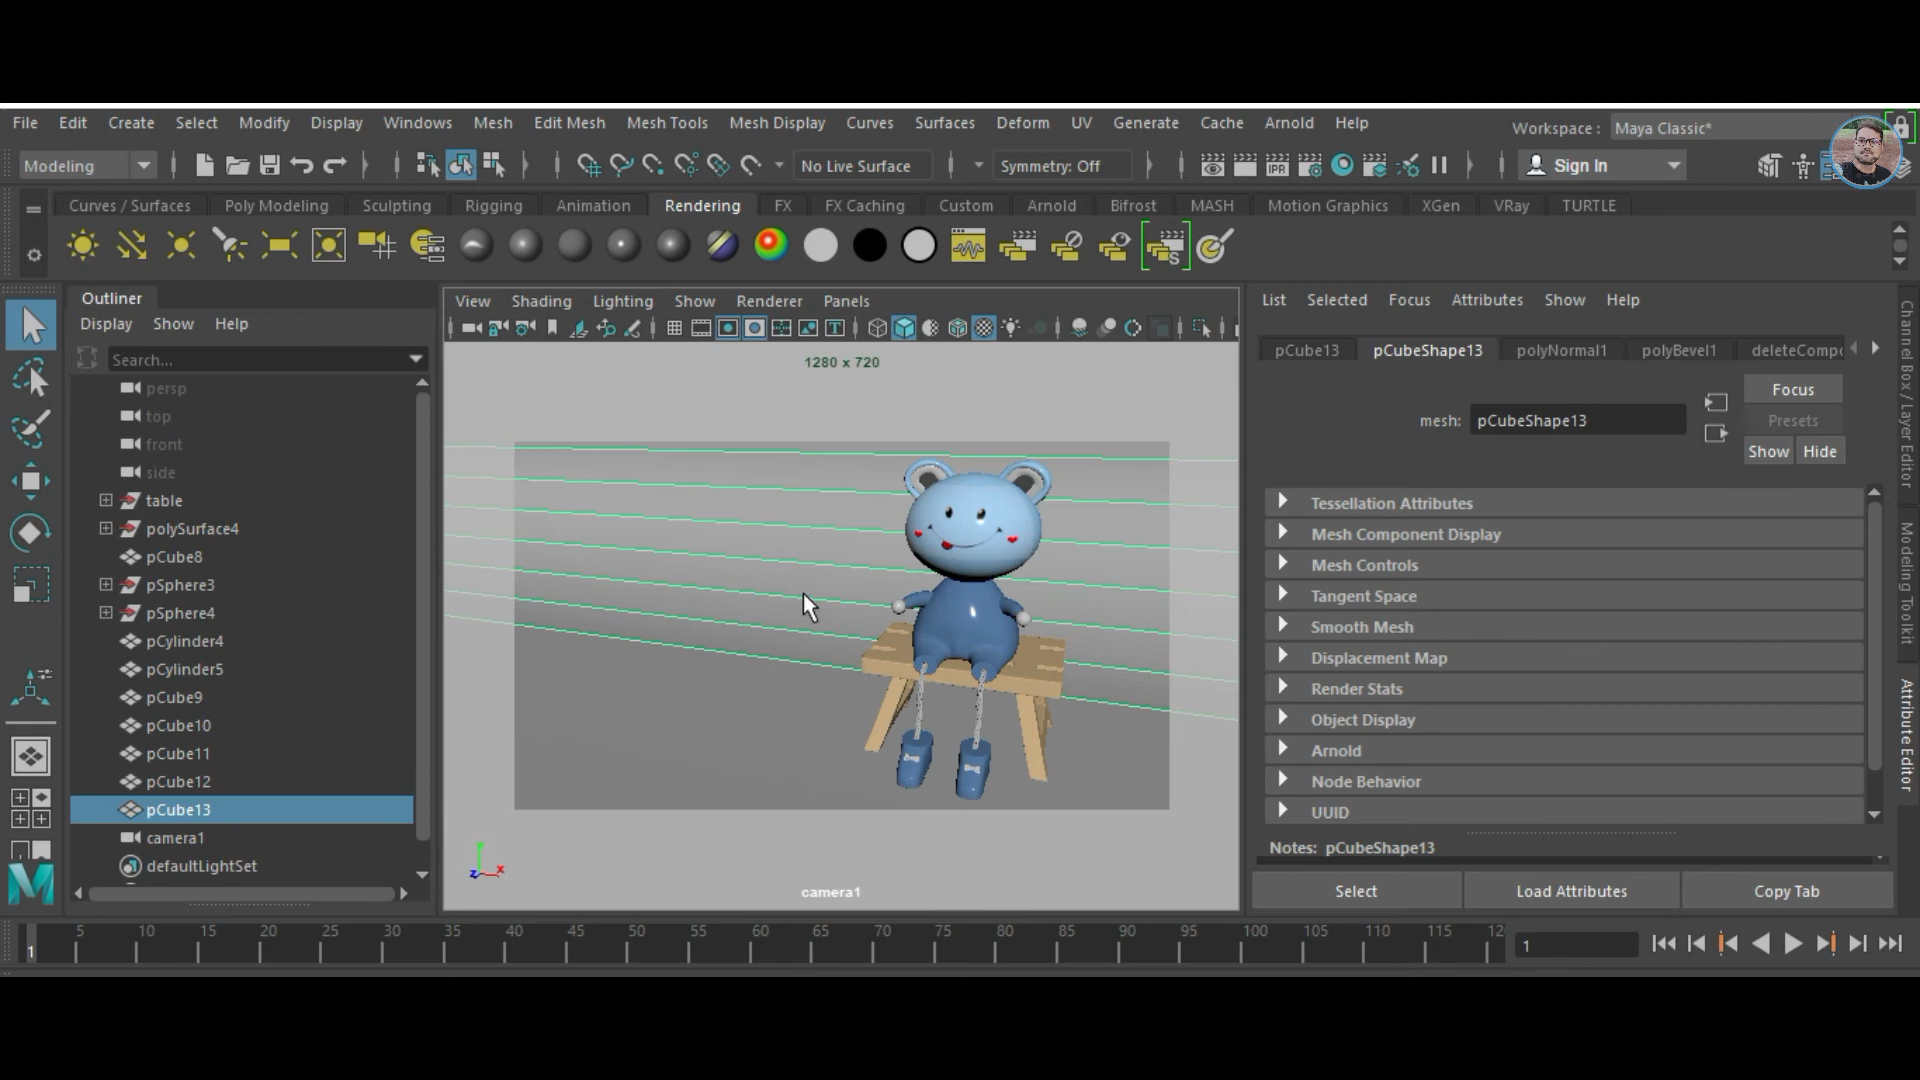 File Edit Create Select Modify Display Windows Mesh Edit Mesh Mesh Tools Mesh Display Curves Surfaces Deform UV Generate Cache Arnold Help Workspace : Maya Classic*
Modeling No Live Surface Symmetry: Off IPR Sign In
Curves / Surfaces Poly Modeling Sculpting Rigging Animation Rendering FX FX Caching Custom Arnold Bifrost MASH Motion Graphics XGen VRay TURTLE
Outliner
Display Show Help
Search...
persp
top
front
side
table
polySurface4
pCube8
pSphere3
pSphere4
pCylinder4
pCylinder5
pCube9
pCube10
pCube11
pCube12
pCube13
camera1
defaultLightSet
View Shading Lighting Show Renderer Panels
1280 x 720
y
z x
camera1
List Selected Focus Attributes Show Help
pCube13 pCubeShape13 polyNormal1 polyBevel1 deleteCompo
Focus
mesh: pCubeShape13
Presets
Show Hide
Tessellation Attributes
Mesh Component Display
Mesh Controls
Tangent Space
Smooth Mesh
Displacement Map
Render Stats
Object Display
Arnold
Node Behavior
UUID
Notes: pCubeShape13
Select Load Attributes Copy Tab
Channel Box / Layer Editor
Modeling Toolkit
Attribute Editor
1 5 10 15 20 25 30 35 40 45 50 55 60 65 70 75 80 85 90 95 100 105 110 115 12 1